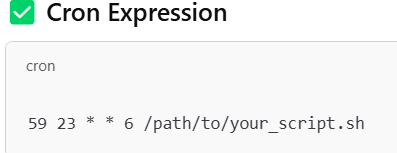 ✅ Cron Expression
cron
59 23 * * 6 /path/to/your_script.sh